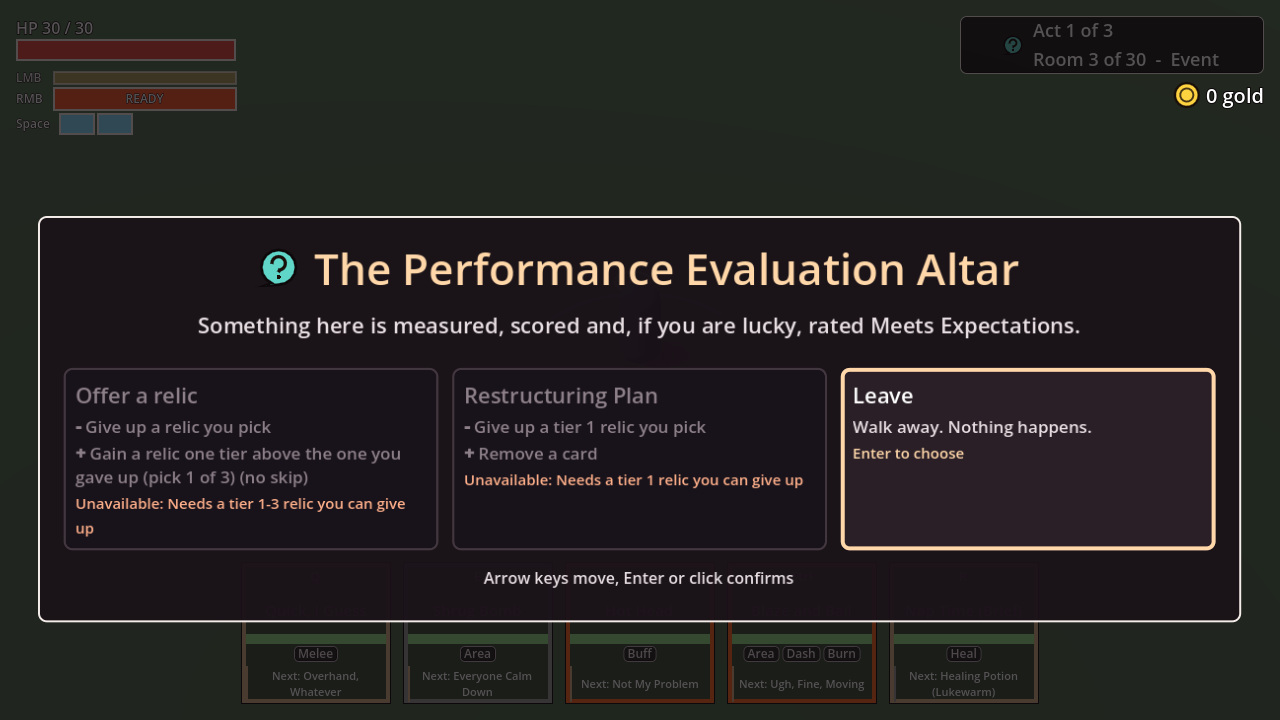 HP 30 / 30
LMB
RMB
READY
Space
Act 1 of 3
Room 3 of 30 - Event
0 gold
The Performance Evaluation Altar
Something here is measured, scored and, if you are lucky, rated Meets Expectations.
Offer a relic
- Give up a relic you pick
+ Gain a relic one tier above the one you
gave up (pick 1 of 3) (no skip)
Unavailable: Needs a tier 1-3 relic you can give
up
Restructuring Plan
- Give up a tier 1 relic you pick
+ Remove a card
Unavailable: Needs a tier 1 relic you can give up
Leave
Walk away. Nothing happens.
Enter to choose
Arrow keys move, Enter or click confirms
Melee
Next: Overhand,
Whatever
Area
Next: Everyone Calm
Down
Buff
Next: Not My Problem
Area Dash Burn
Next: Ugh, Fine, Moving
Heal
Next: Healing Potion
(Lukewarm)